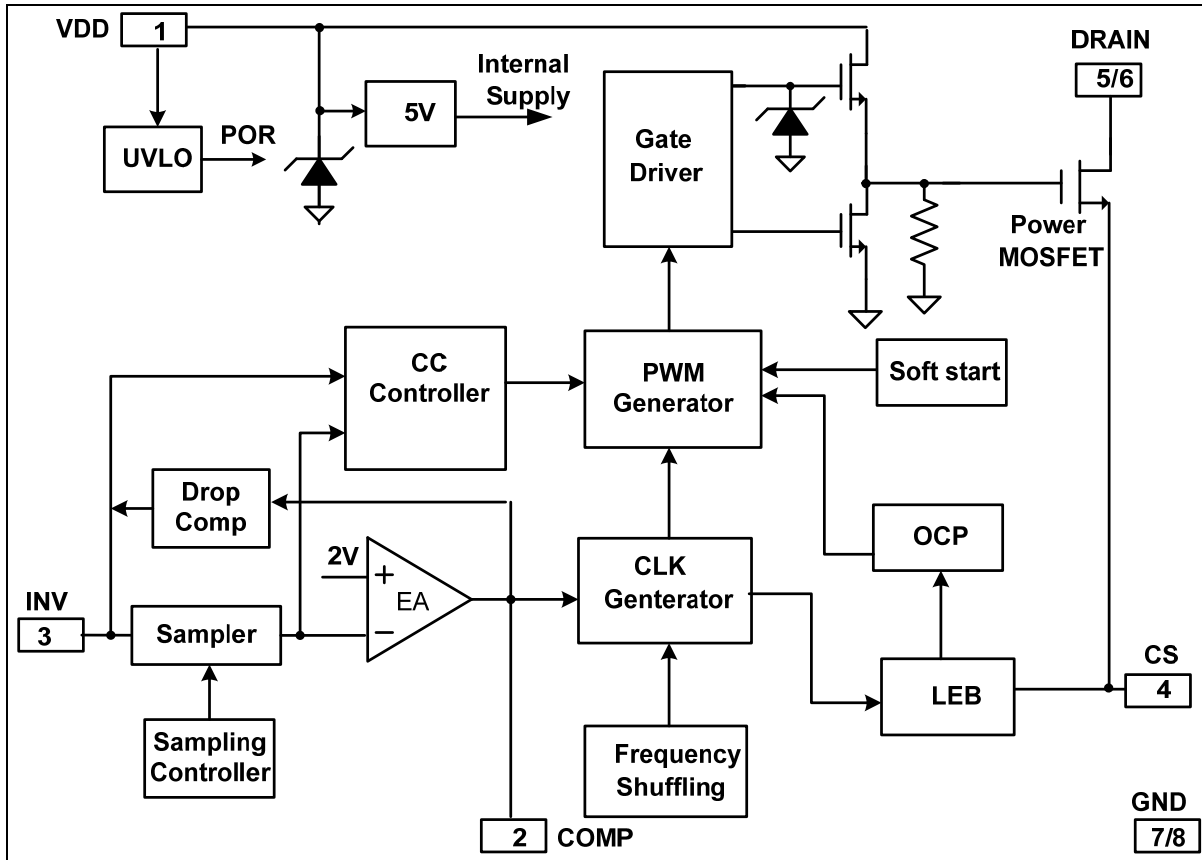 VDD
1
DRAIN
5/6
Internal
Supply
5V
UVLO
POR
Gate
Driver
Power
MOSFET
CC
Controller
PWM
Generator
Soft start
Drop
Comp
OCP
2V
+
EA
−
CLK
Genterator
INV
3
Sampler
LEB
CS
4
Sampling
Controller
Frequency
Shuffling
2
COMP
GND
7/8